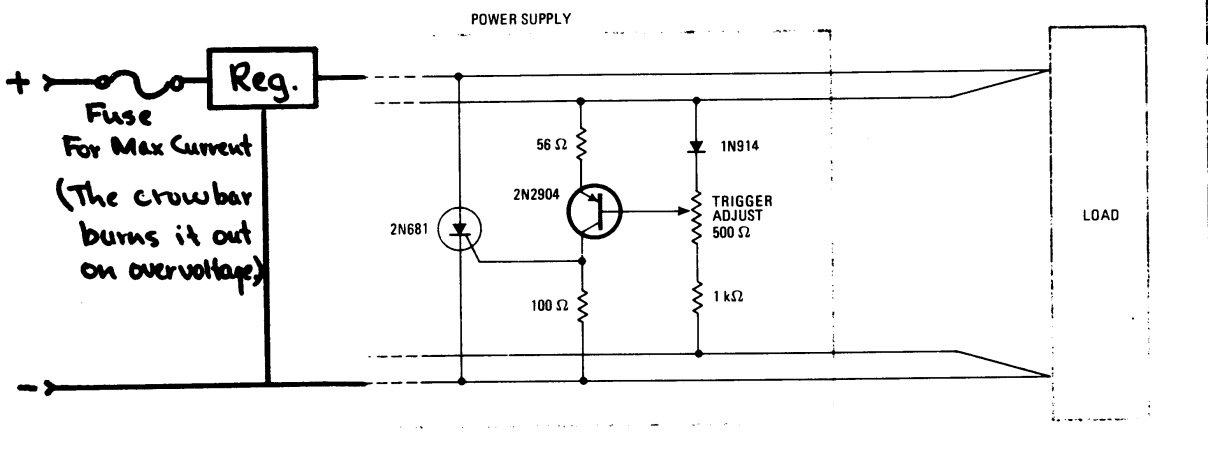 POWER SUPPLY
+
Reg.
Fuse
For Max Current
(The crowbar
burns it out
on overvoltage,)
56 Ω
1N914
2N2904
TRIGGER
ADJUST
500 Ω
2N681
LOAD
100 Ω
1 kΩ
-